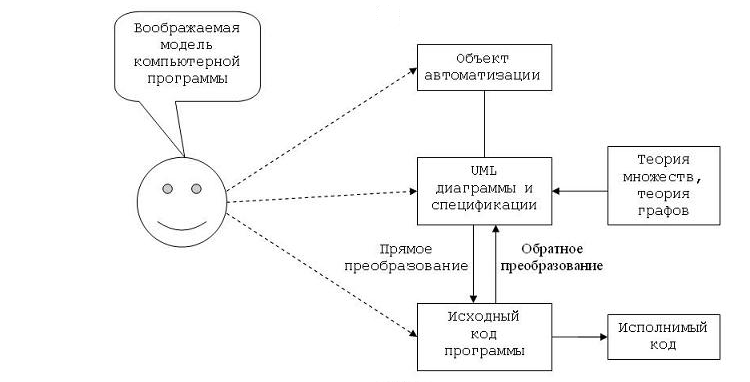 Воображаемая
модель
компьютерной
программы
Объект
автоматизации
UML
диаграммы и
спецификации
Теория
множеств,
теория
графов
Прямое
преобразование
Обратное
преобразование
Исходный
код
программы
Исполнимый
код